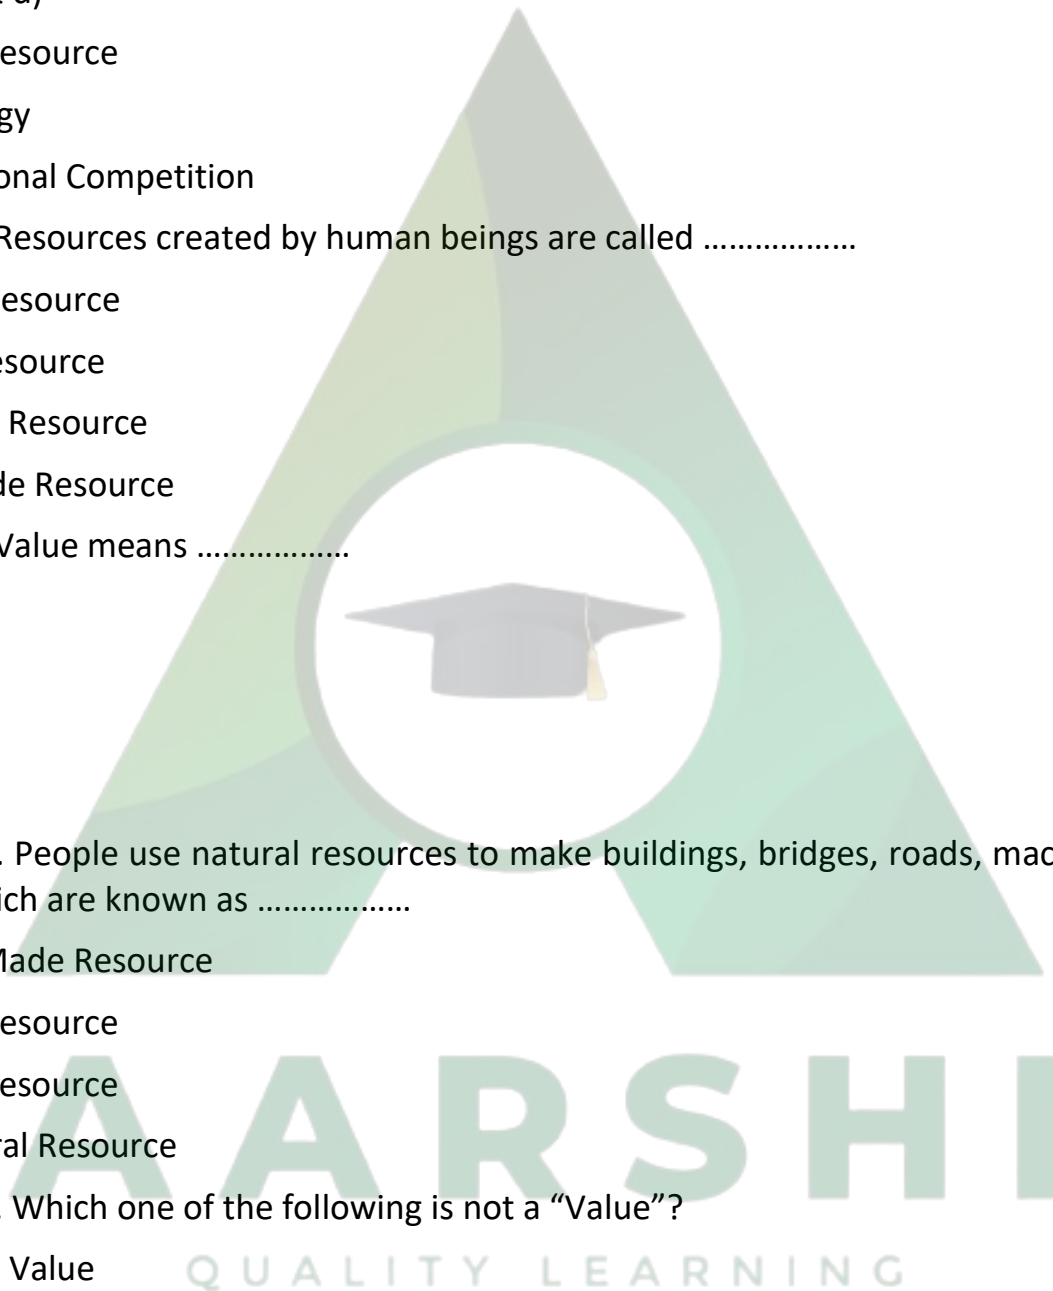 esource
gy
onal Competition
Resources created by human beings are called ………………
esource
esource
Resource
de Resource
Value means ………………
. People use natural resources to make buildings, bridges, roads, mac
ich are known as ………………
Made Resource
esource
esource
ral Resource
. Which one of the following is not a “Value”?
Value
AARSHI
QUALITY LEARNING